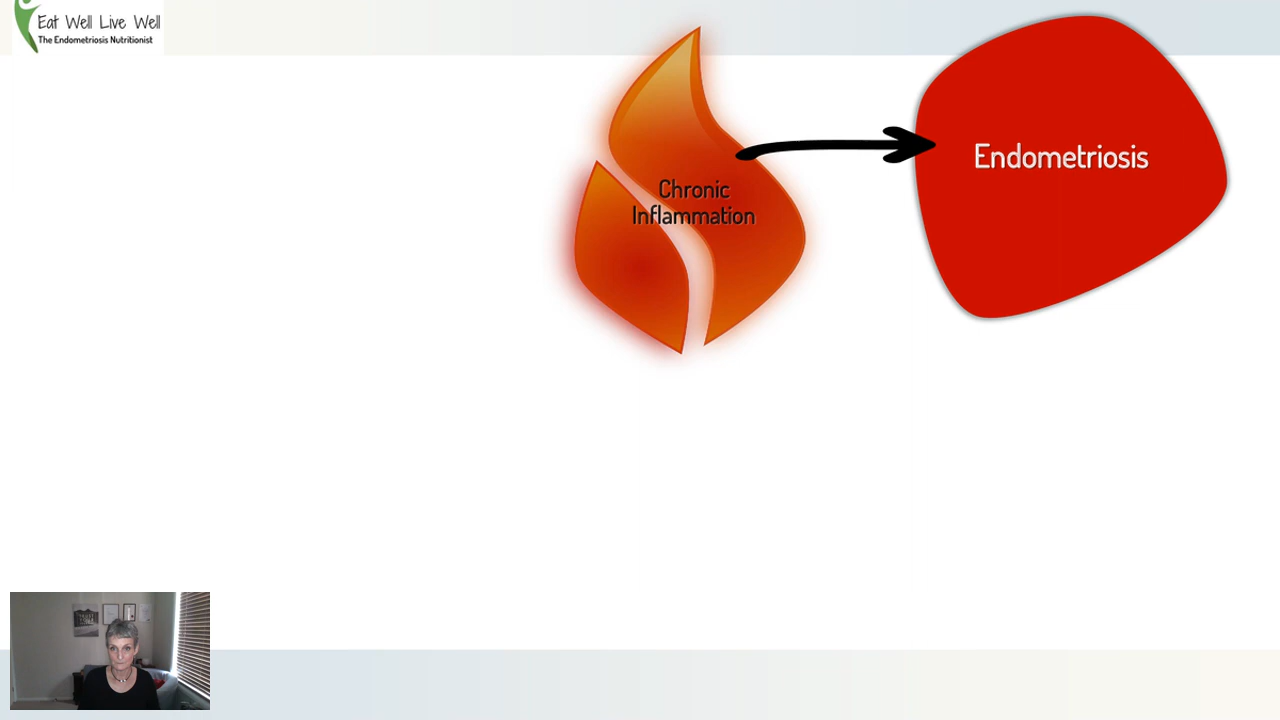 Eat Well Live Well
The Endometriosis Nutritionist
Chronic
Inflammation
Endometriosis